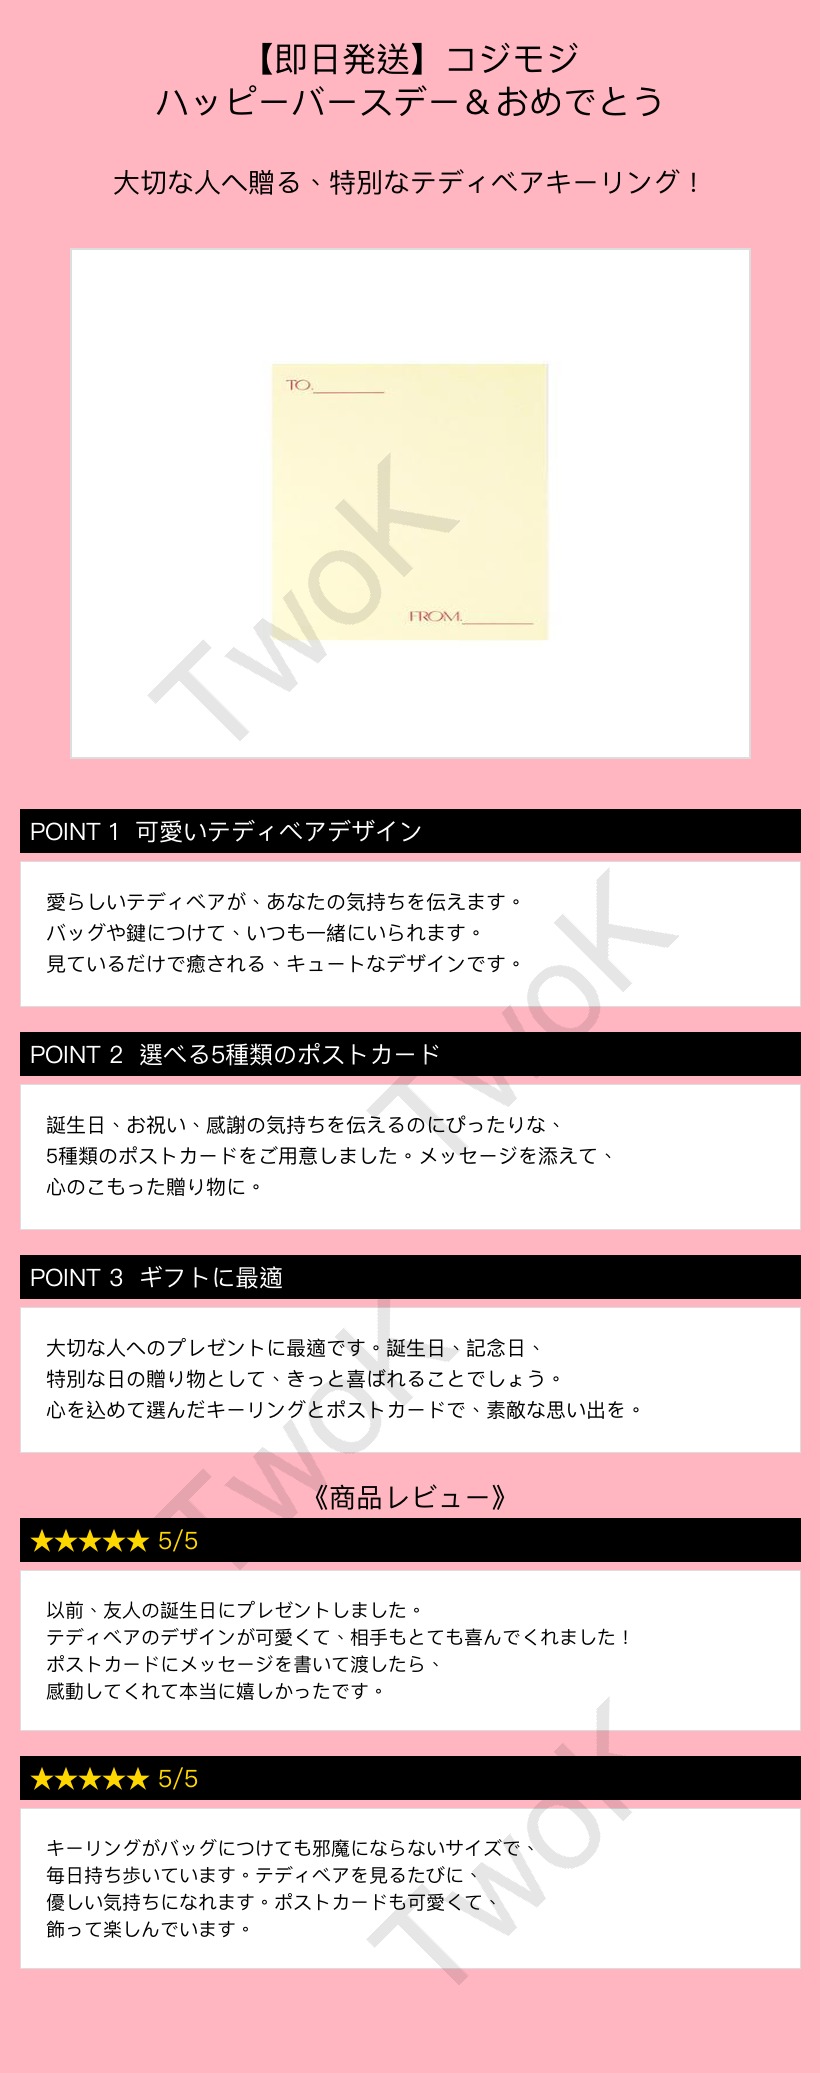 【即日発送】コジモジ
ハッピーバースデー＆おめでとう
大切な人へ贈る、特別なテディベアキーリング！
TO.
FROM.
TwoK
POINT 1 可愛いテディベアデザイン
愛らしいテディベアが、あなたの気持ちを伝えます。
バッグや鍵につけて、いつも一緒にいられます。
見ているだけで癒される、キュートなデザインです。
TwoK
POINT 2 選べる5種類のポストカード
誕生日、お祝い、感謝の気持ちを伝えるのにぴったりな、
5種類のポストカードをご用意しました。メッセージを添えて、
心のこもった贈り物に。
POINT 3 ギフトに最適
大切な人へのプレゼントに最適です。誕生日、記念日、
特別な日の贈り物として、きっと喜ばれることでしょう。
心を込めて選んだキーリングとポストカードで、素敵な思い出を。
TwoK
《商品レビュー》
★★★★★ 5/5
以前、友人の誕生日にプレゼントしました。
テディベアのデザインが可愛くて、相手もとても喜んでくれました！
ポストカードにメッセージを書いて渡したら、
感動してくれて本当に嬉しかったです。
★★★★★ 5/5
キーリングがバッグにつけても邪魔にならないサイズで、
毎日持ち歩いています。テディベアを見るたびに、
優しい気持ちになれます。ポストカードも可愛くて、
飾って楽しんでいます。
TwoK